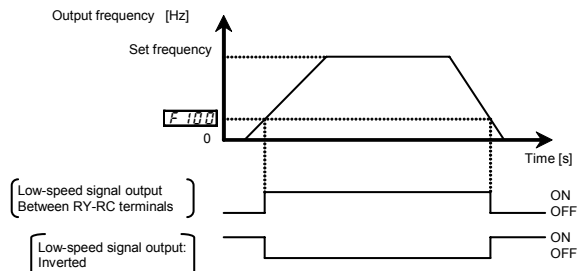 Output frequency [Hz]
Set frequency
F 100
0
Time [s]
Low-speed signal output
Between RY-RC terminals
ON
OFF
Low-speed signal output:
Inverted
ON
OFF